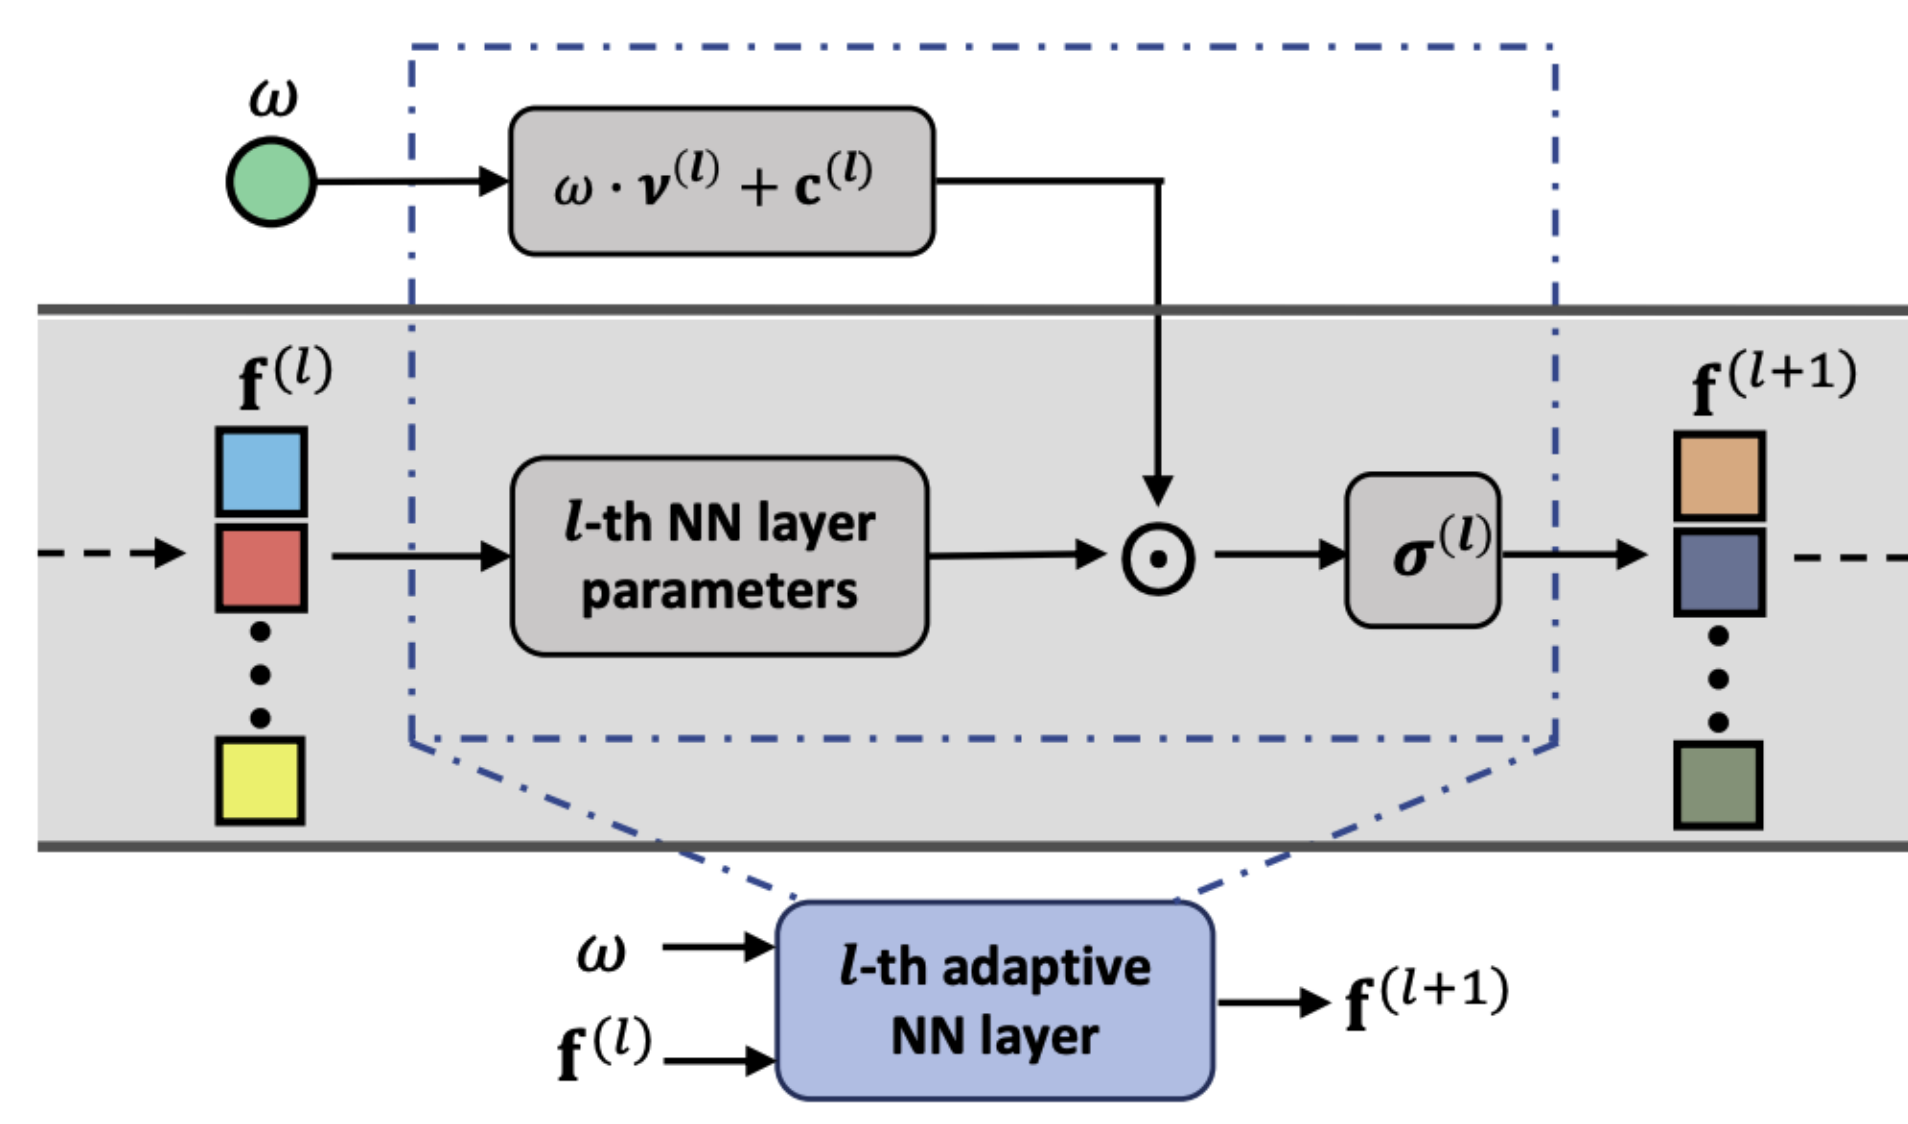 ω
ω · ν^(l) + c^(l)
f^(l)
l-th NN layer
parameters
⊙
σ^(l)
f^(l+1)
ω
f^(l)
l-th adaptive
NN layer
f^(l+1)